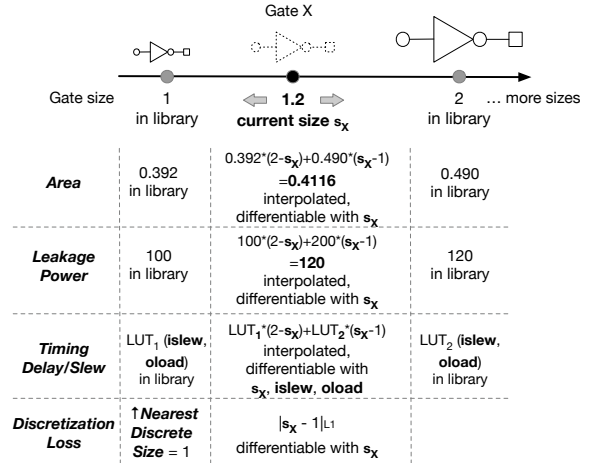 Gate X
Gate size
1
in library
1.2
current size sX
2
in library
... more sizes
Area
0.392
in library
0.392*(2-sX)+0.490*(sX-1)
=0.4116
interpolated,
differentiable with sX
0.490
in library
Leakage
Power
100
in library
100*(2-sX)+200*(sX-1)
=120
interpolated,
differentiable with sX
120
in library
Timing
Delay/Slew
LUT1 (islew,
oload)
in library
LUT1*(2-sX)+LUT2*(sX-1)
interpolated,
differentiable with
sX, islew, oload
LUT2 (islew,
oload)
in library
Discretization
Loss
↑Nearest
Discrete
Size = 1
|sX - 1|L1
differentiable with sX